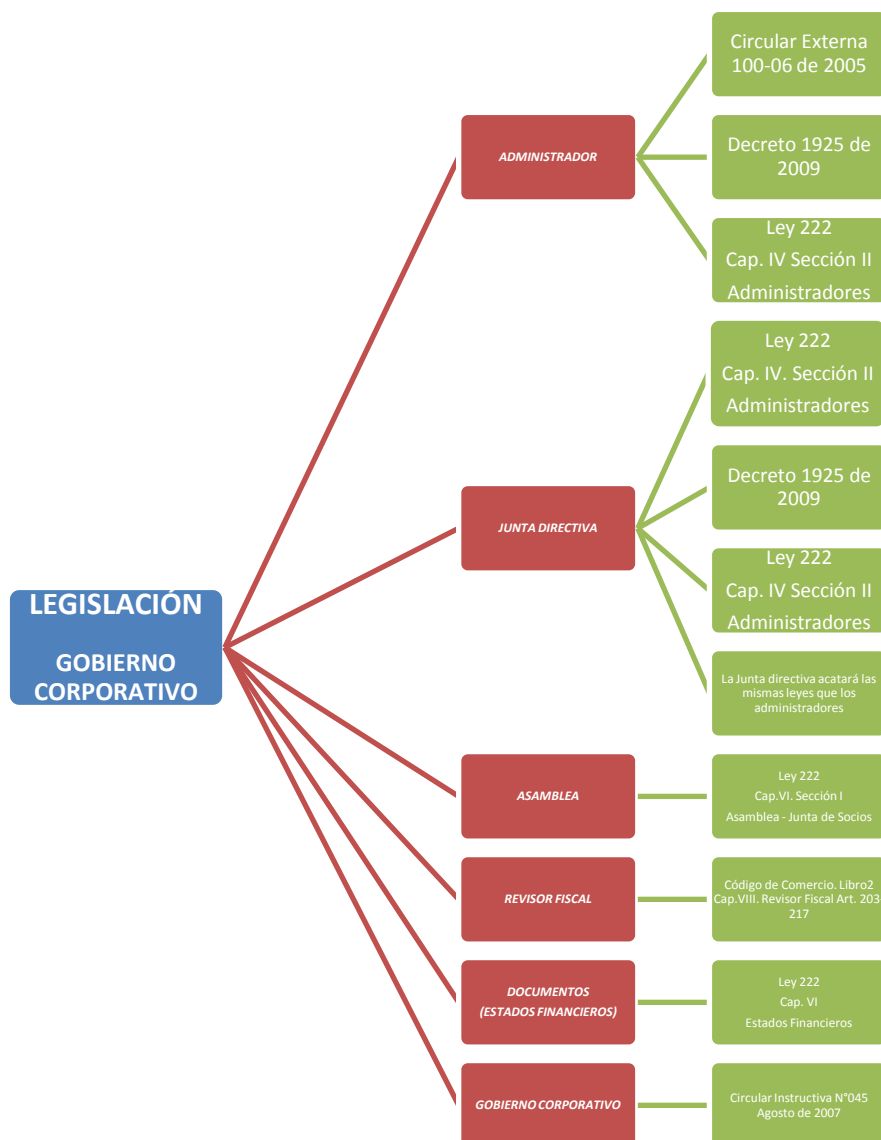 LEGISLACIÓN
GOBIERNO
CORPORATIVO
ADMINISTRADOR
Circular Externa
100-06 de 2005
Decreto 1925 de
2009
Ley 222
Cap. IV Sección II
Administradores
JUNTA DIRECTIVA
Ley 222
Cap. IV. Sección II
Administradores
Decreto 1925 de
2009
Ley 222
Cap. IV Sección II
Administradores
La Junta directiva acatará las
mismas leyes que los
administradores
ASAMBLEA
Ley 222
Cap.VI. Sección I
Asamblea - Junta de Socios
REVISOR FISCAL
Código de Comercio. Libro2
Cap.VIII. Revisor Fiscal Art. 203
217
DOCUMENTOS
(ESTADOS FINANCIEROS)
Ley 222
Cap. VI
Estados Financieros
GOBIERNO CORPORATIVO
Circular Instructiva N°045
Agosto de 2007